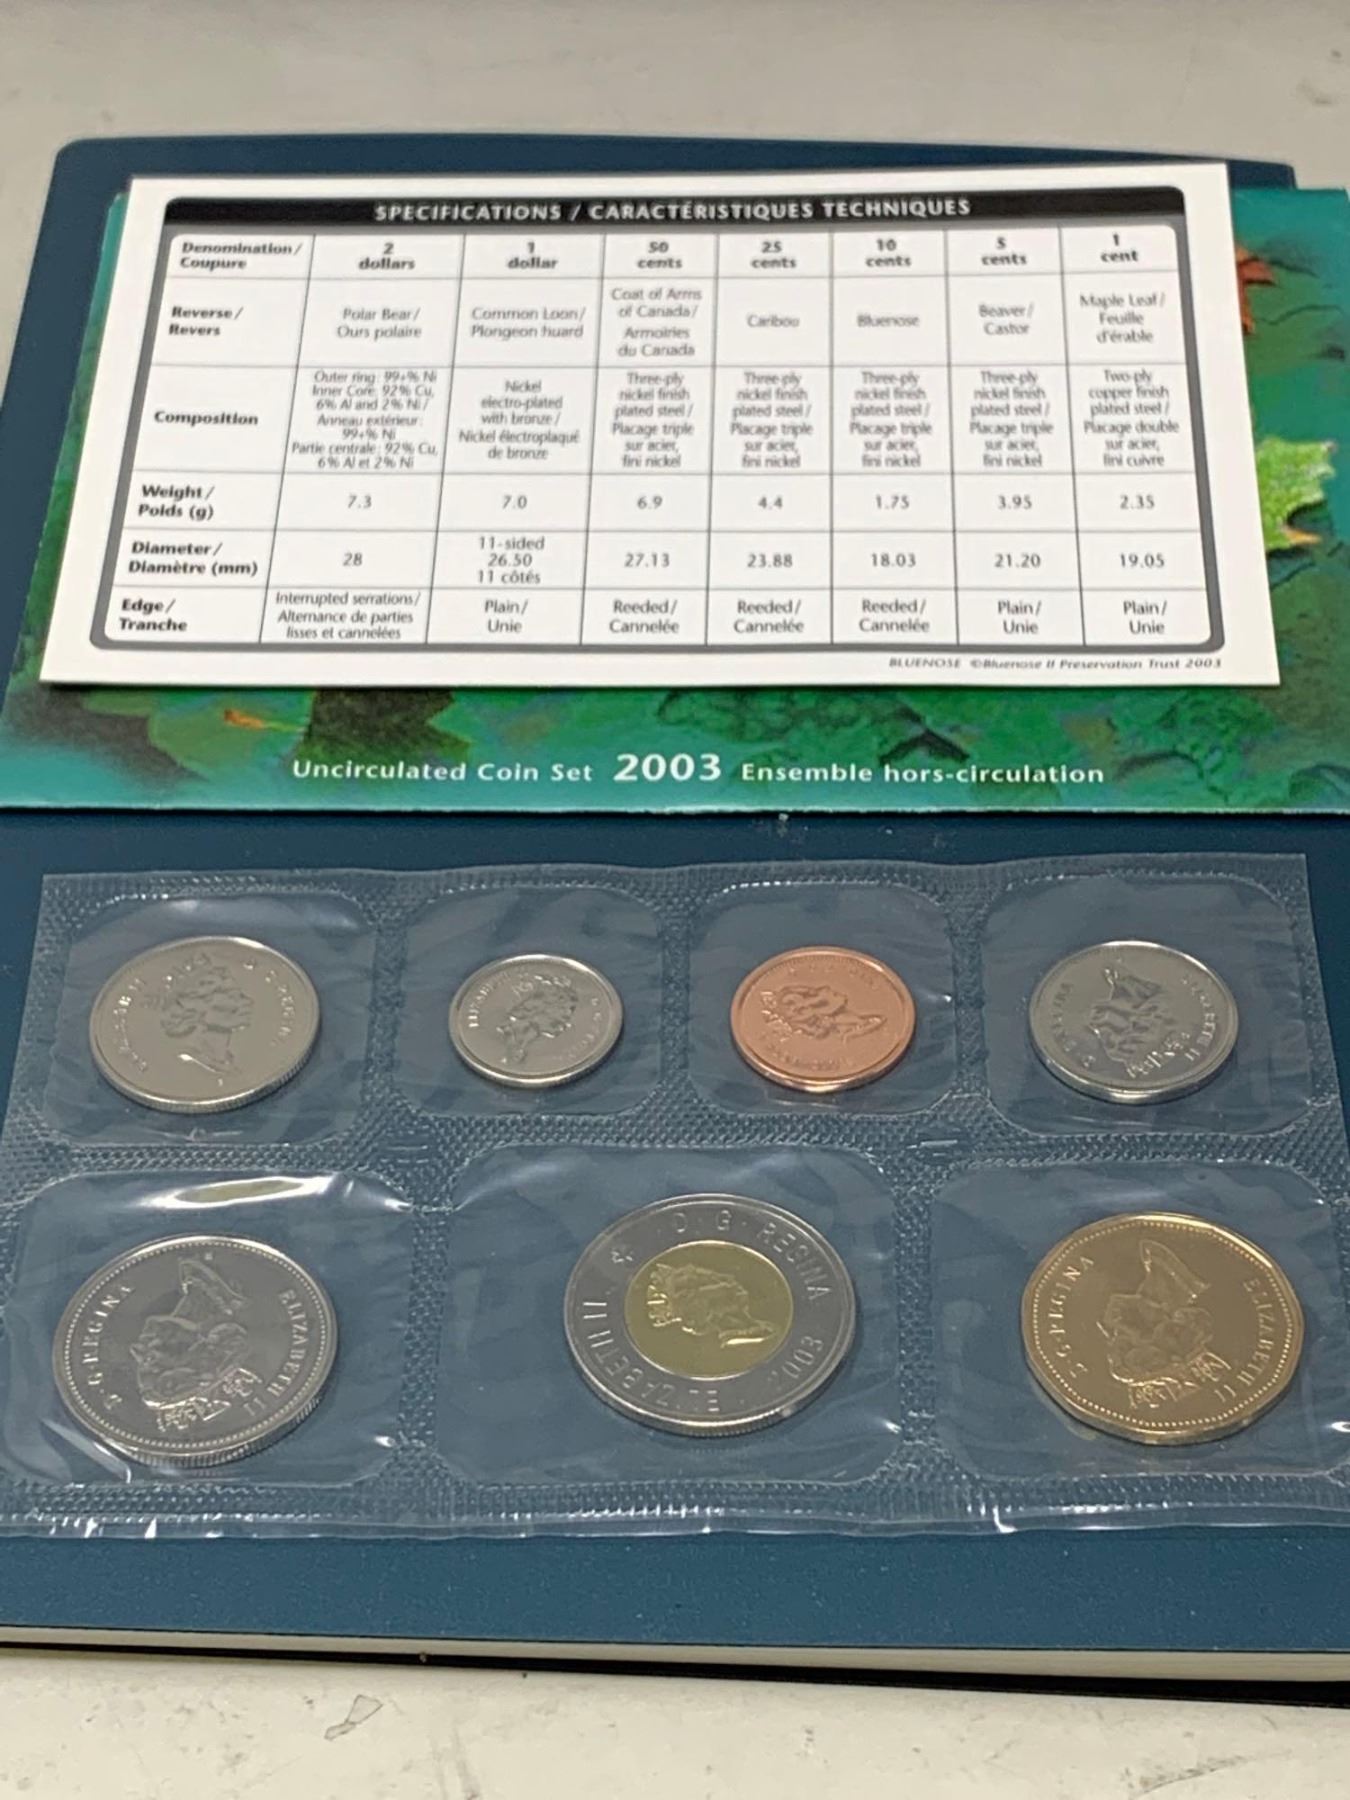 SPECIFICATIONS / CARACTÉRISTIQUES TECHNIQUES
Denomination / Coupure 2 dollars 1 dollar 50 cents 25 cents 10 cents 5 cents 1 cent
Reverse / Revers Polar Bear / Ours polaire Common Loon / Plongeon huard Coat of Arms of Canada / Armoiries du Canada Caribou Bluenose Beaver / Castor Maple Leaf / Feuille d'érable
Composition Outer ring: 99+% Ni Inner Core: 92% Cu, 6% Al and 2% Ni / Anneau extérieur: 99+% Ni Partie centrale: 92% Cu, 6% Al et 2% Ni Nickel electro-plated with bronze / Nickel électroplaqué de bronze Three-ply nickel finish plated steel / Placage triple sur acier, fini nickel Three-ply nickel finish plated steel / Placage triple sur acier, fini nickel Three-ply nickel finish plated steel / Placage triple sur acier, fini nickel Three-ply nickel finish plated steel / Placage triple sur acier, fini nickel Two-ply copper finish plated steel / Placage double sur acier, fini cuivre
Weight / Poids (g) 7.3 7.0 6.9 4.4 1.75 3.95 2.35
Diameter / Diamètre (mm) 28 11-sided 26.50 11 côtés 27.13 23.88 18.03 21.20 19.05
Edge / Tranche Interrupted serrations / Alternance de parties lisses et cannelées Plain / Unie Reeded / Cannelée Reeded / Cannelée Reeded / Cannelée Plain / Unie Plain / Unie
BLUENOSE ©Bluenose II Preservation Trust 2003
Uncirculated Coin Set 2003 Ensemble hors-circulation
ELIZABETH II
D·G·REGINA
ELIZABETH II D·G·REGINA
2003
ELIZABETH II
D·G·REGINA